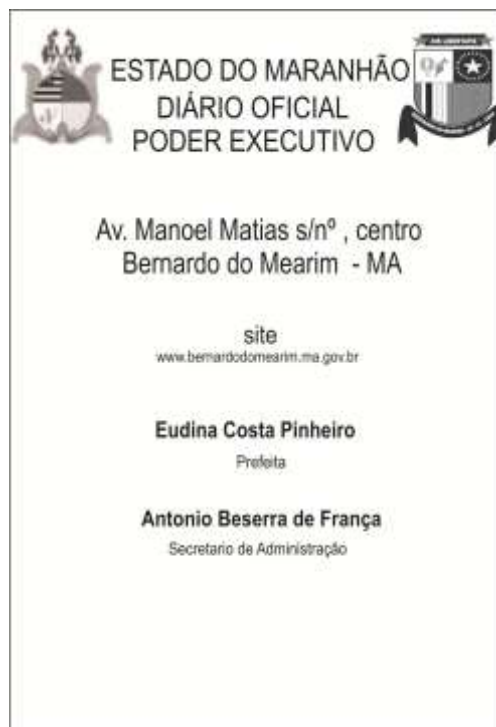 ESTADO DO MARANHÃO
DIÁRIO OFICIAL
PODER EXECUTIVO
Av. Manoel Matias s/nº , centro
Bernardo do Mearim - MA
site
www.bernardodomearim.ma.gov.br
Eudina Costa Pinheiro
Prefeita
Antonio Beserra de França
Secretario de Administração